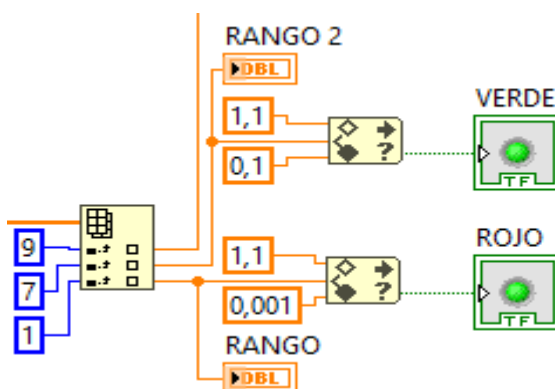 RANGO 2
DBL
1,1
0,1
VERDE
TF
9
7
1
1,1
0,001
ROJO
TF
RANGO
DBL